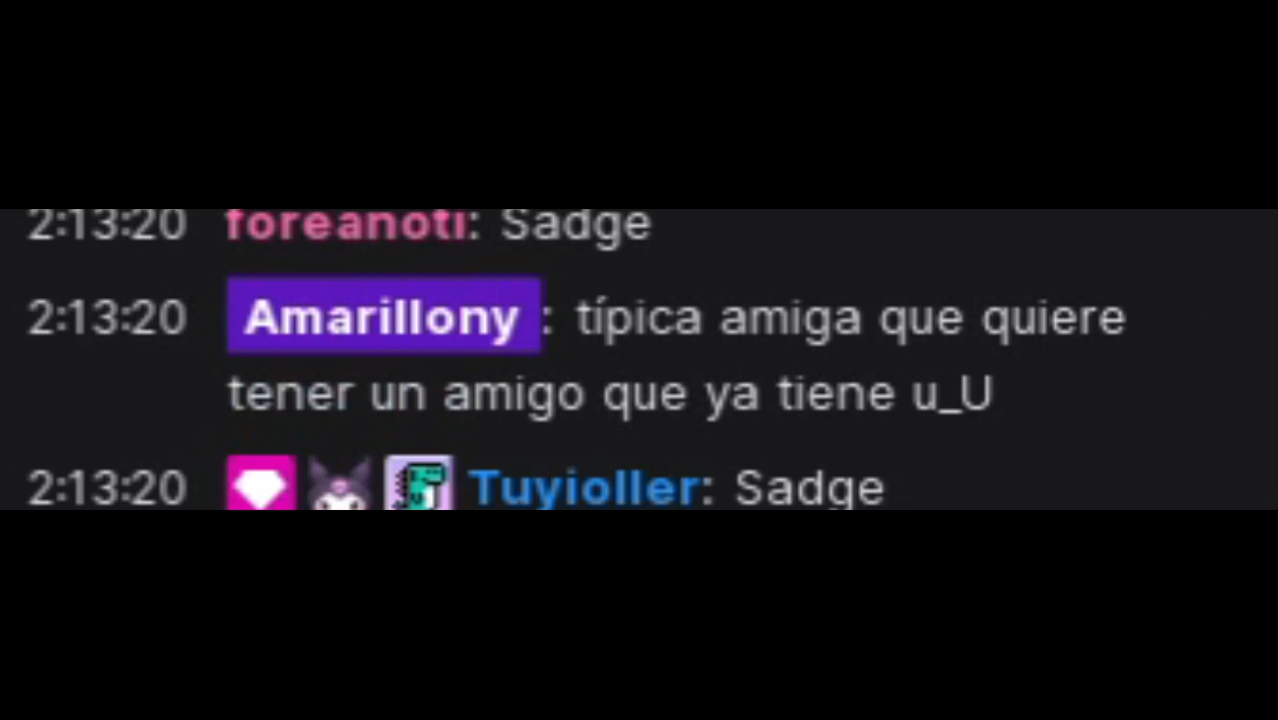 2:13:20 foreanoti: Sadge
2:13:20 Amarillony: típica amiga que quiere
tener un amigo que ya tiene u_U
2:13:20 Tuyioller: Sadge